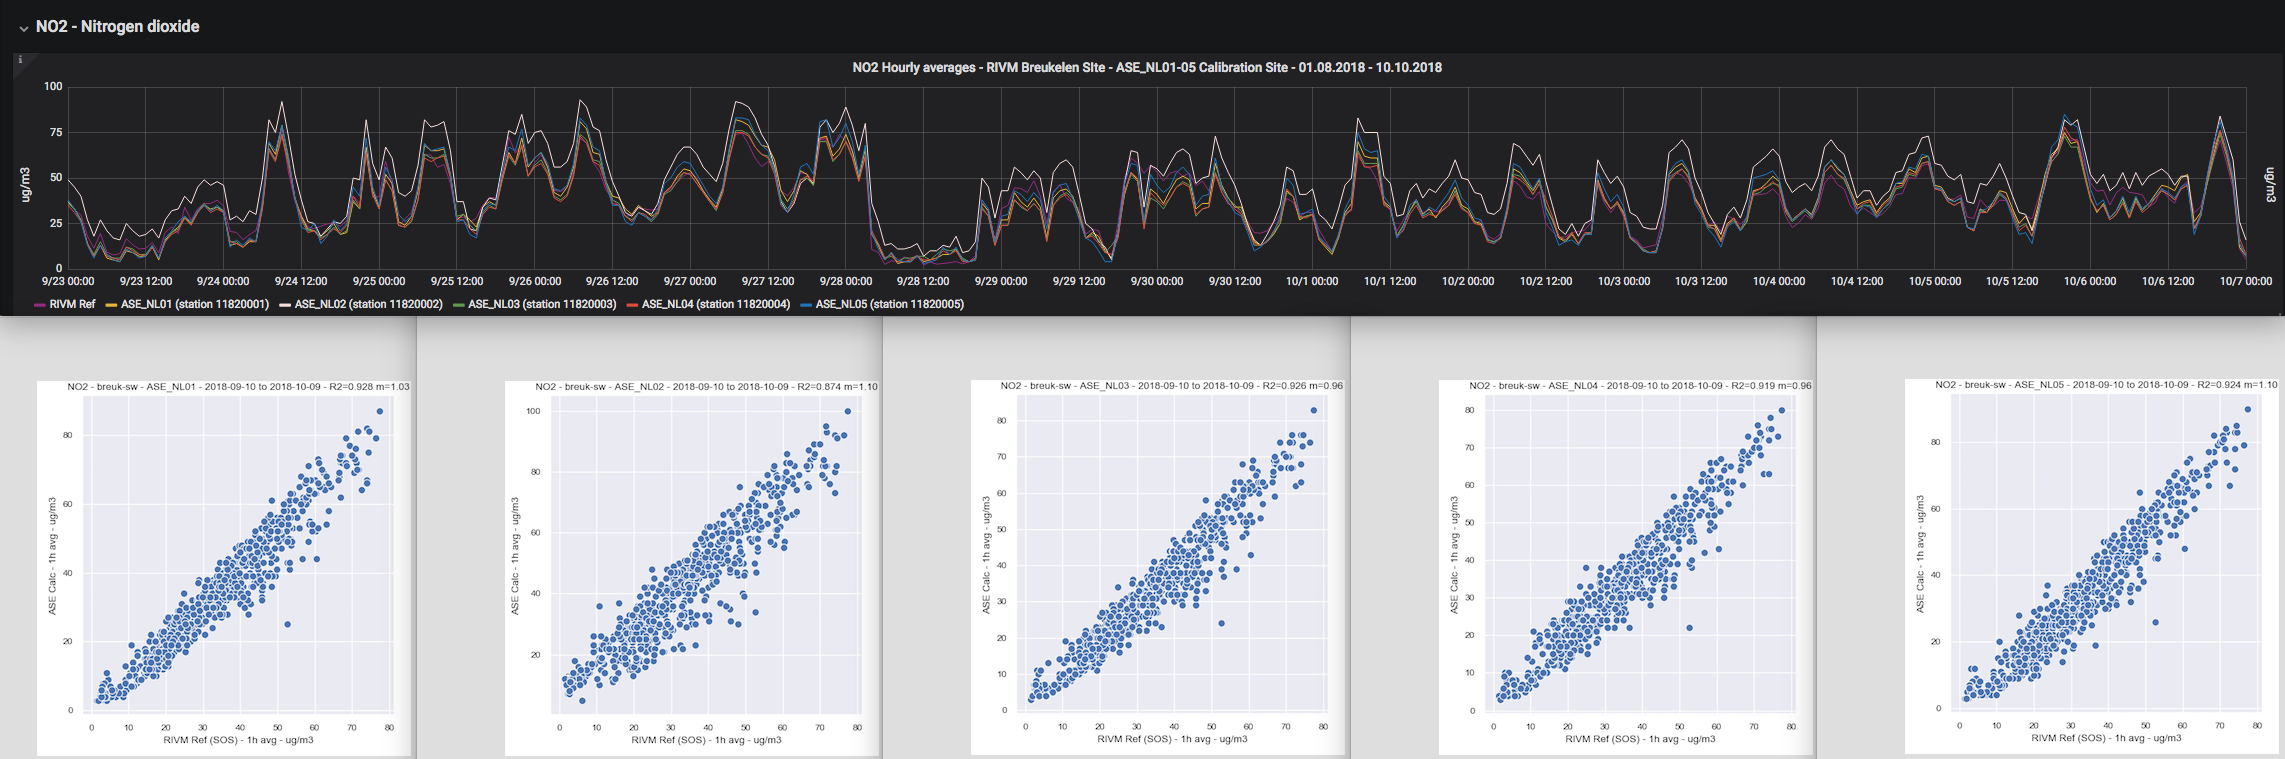 NO2 - Nitrogen dioxide
i
NO2 Hourly averages - RIVM Breukelen SIte - ASE_NL01-05 Calibration Site - 01.08.2018 - 10.10.2018
100
75
50
25
0
ug/m3
ug/m3
9/23 00:00 9/23 12:00 9/24 00:00 9/24 12:00 9/25 00:00 9/25 12:00 9/26 00:00 9/26 12:00 9/27 00:00 9/27 12:00 9/28 00:00 9/28 12:00 9/29 00:00 9/29 12:00 9/30 00:00 9/30 12:00 10/1 00:00 10/1 12:00 10/2 00:00 10/2 12:00 10/3 00:00 10/3 12:00 10/4 00:00 10/4 12:00 10/5 00:00 10/5 12:00 10/6 00:00 10/6 12:00 10/7 00:00
RIVM Ref ASE_NL01 (station 11820001) ASE_NL02 (station 11820002) ASE_NL03 (station 11820003) ASE_NL04 (station 11820004) ASE_NL05 (station 11820005)
NO2 - breuk-sw - ASE_NL01 - 2018-09-10 to 2018-10-09 - R2=0.928 m=1.03
80
60
40
20
0
ASE Calc - 1h avg - ug/m3
0 10 20 30 40 50 60 70 80
RIVM Ref (SOS) - 1h avg - ug/m3
NO2 - breuk-sw - ASE_NL02 - 2018-09-10 to 2018-10-09 - R2=0.874 m=1.10
100
80
60
40
20
ASE Calc - 1h avg - ug/m3
0 10 20 30 40 50 60 70 80
RIVM Ref (SOS) - 1h avg - ug/m3
NO2 - breuk-sw - ASE_NL03 - 2018-09-10 to 2018-10-09 - R2=0.926 m=0.96
80
70
60
50
40
30
20
10
0
ASE Calc - 1h avg - ug/m3
0 10 20 30 40 50 60 70 80
RIVM Ref (SOS) - 1h avg - ug/m3
NO2 - breuk-sw - ASE_NL04 - 2018-09-10 to 2018-10-09 - R2=0.919 m=0.96
80
70
60
50
40
30
20
10
0
ASE Calc - 1h avg - ug/m3
0 10 20 30 40 50 60 70 80
RIVM Ref (SOS) - 1h avg - ug/m3
NO2 - breuk-sw - ASE_NL05 - 2018-09-10 to 2018-10-09 - R2=0.924 m=1.10
80
60
40
20
0
ASE Calc - 1h avg - ug/m3
0 10 20 30 40 50 60 70 80
RIVM Ref (SOS) - 1h avg - ug/m3